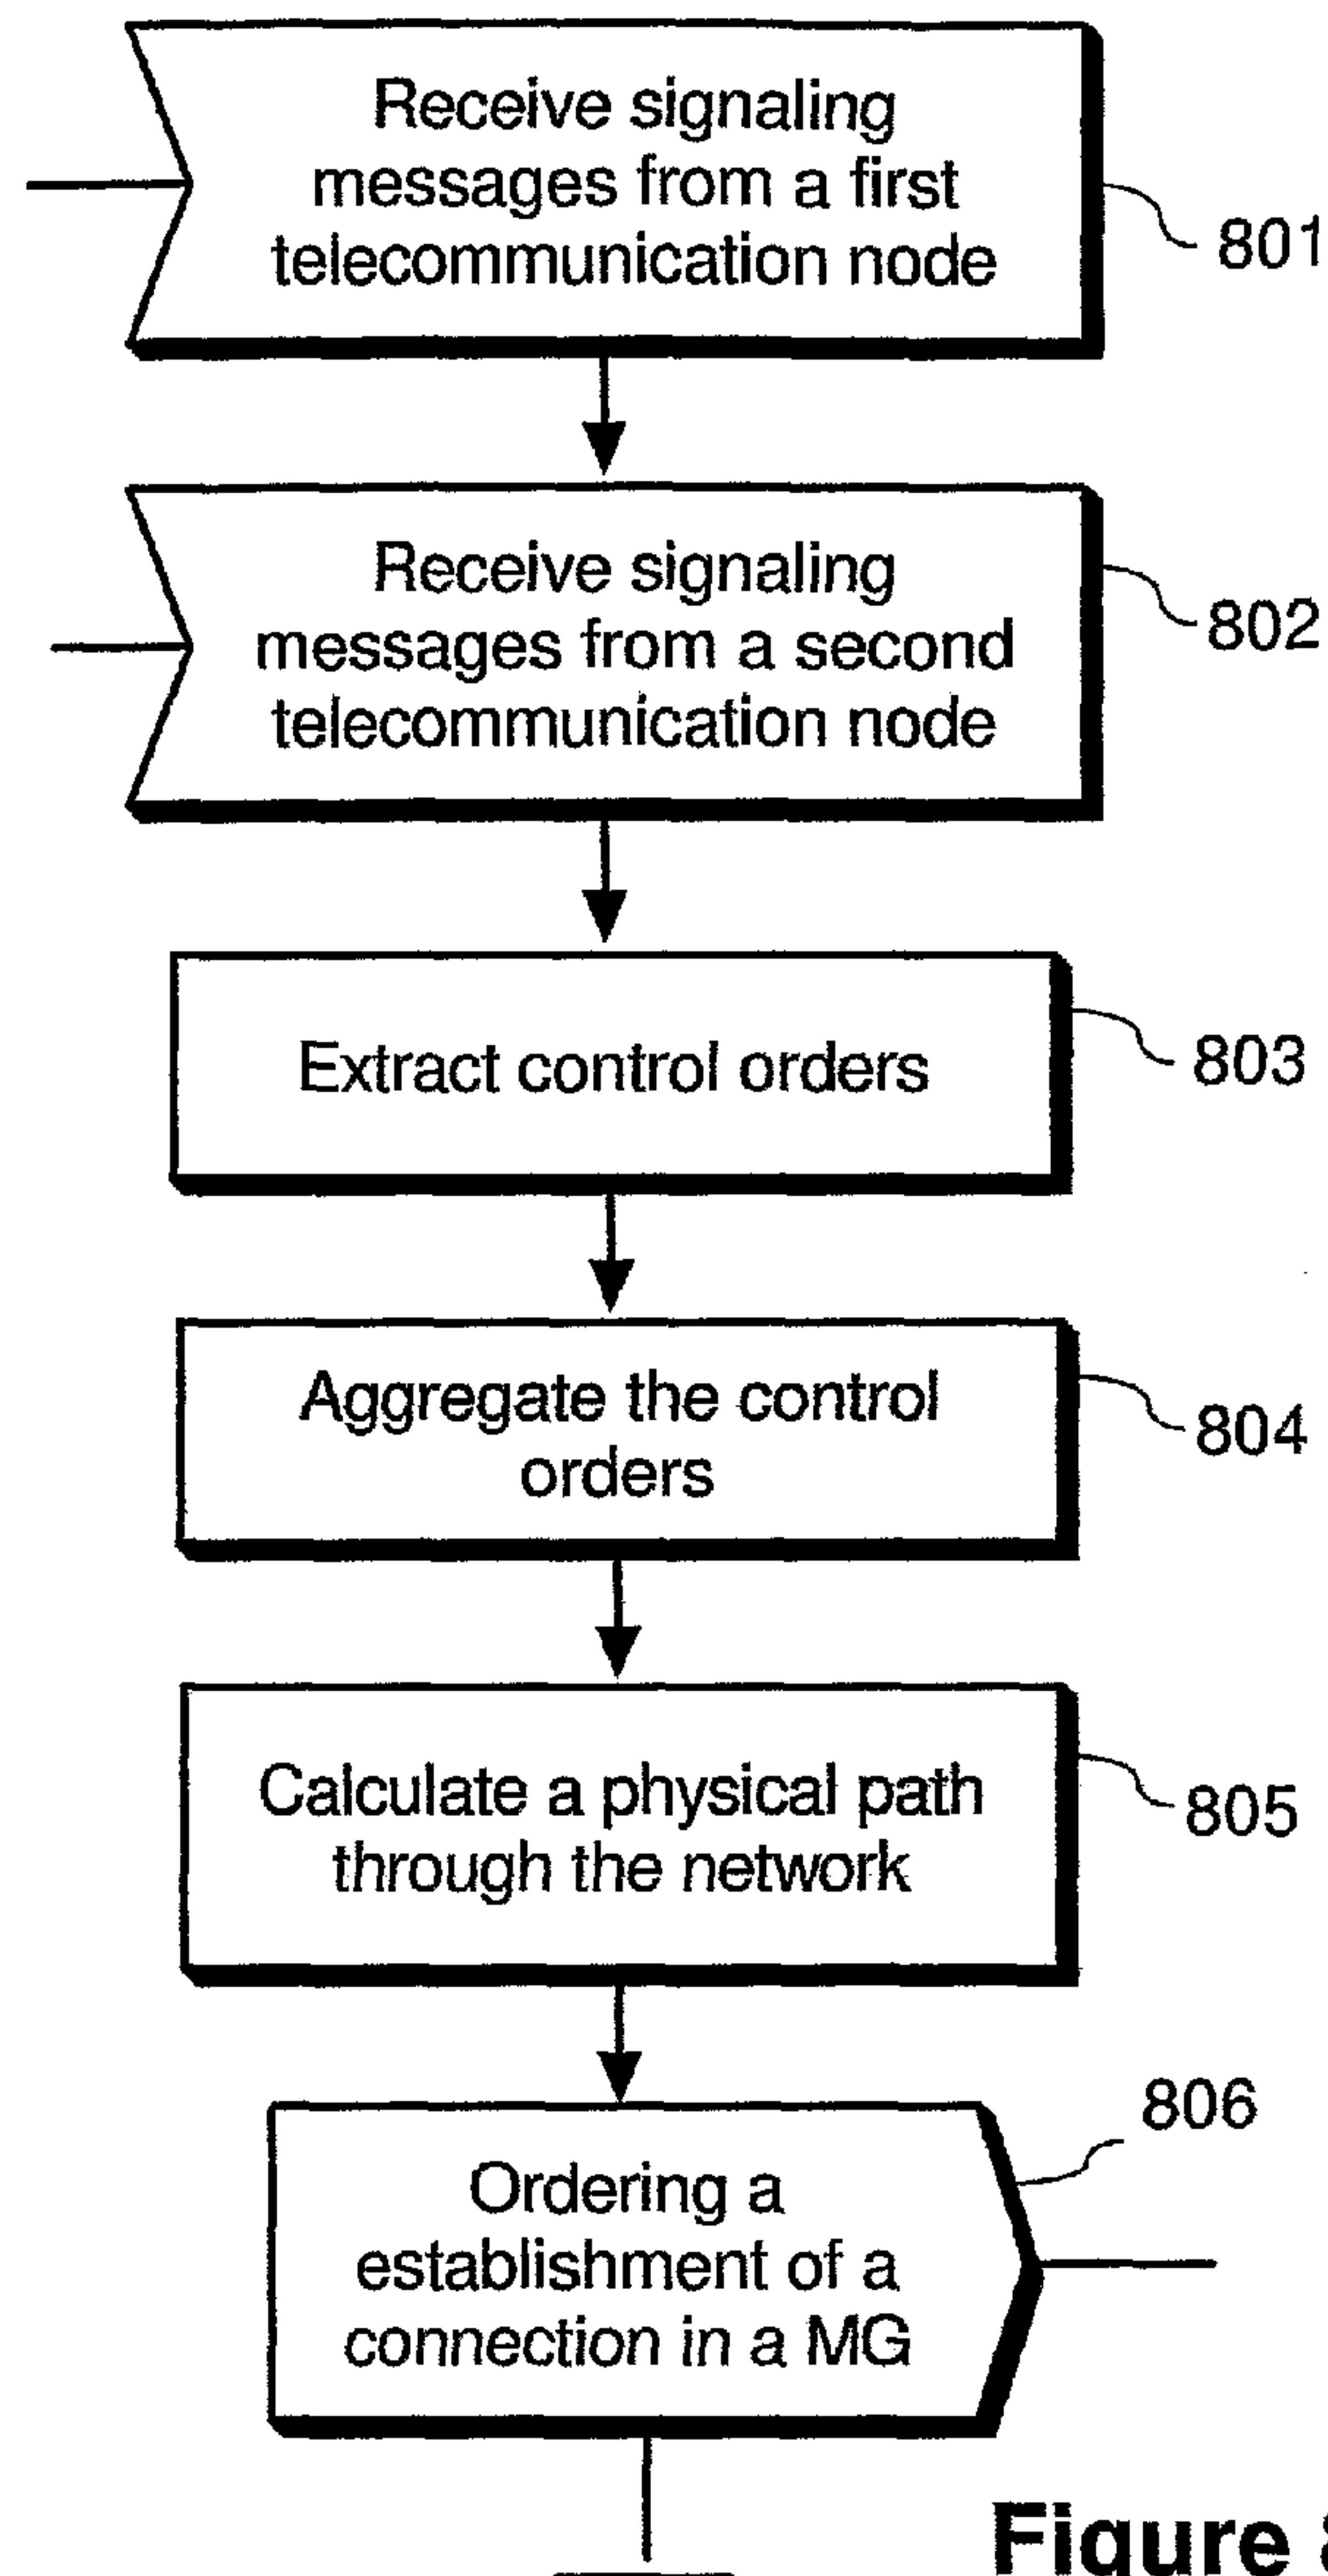 Receive signaling
messages from a first
telecommunication node
801
Receive signaling
messages from a second
telecommunication node
802
Extract control orders
803
Aggregate the control
orders
804
Calculate a physical path
through the network
805
806
Ordering a
establishment of a
connection in a MG
Figure 8